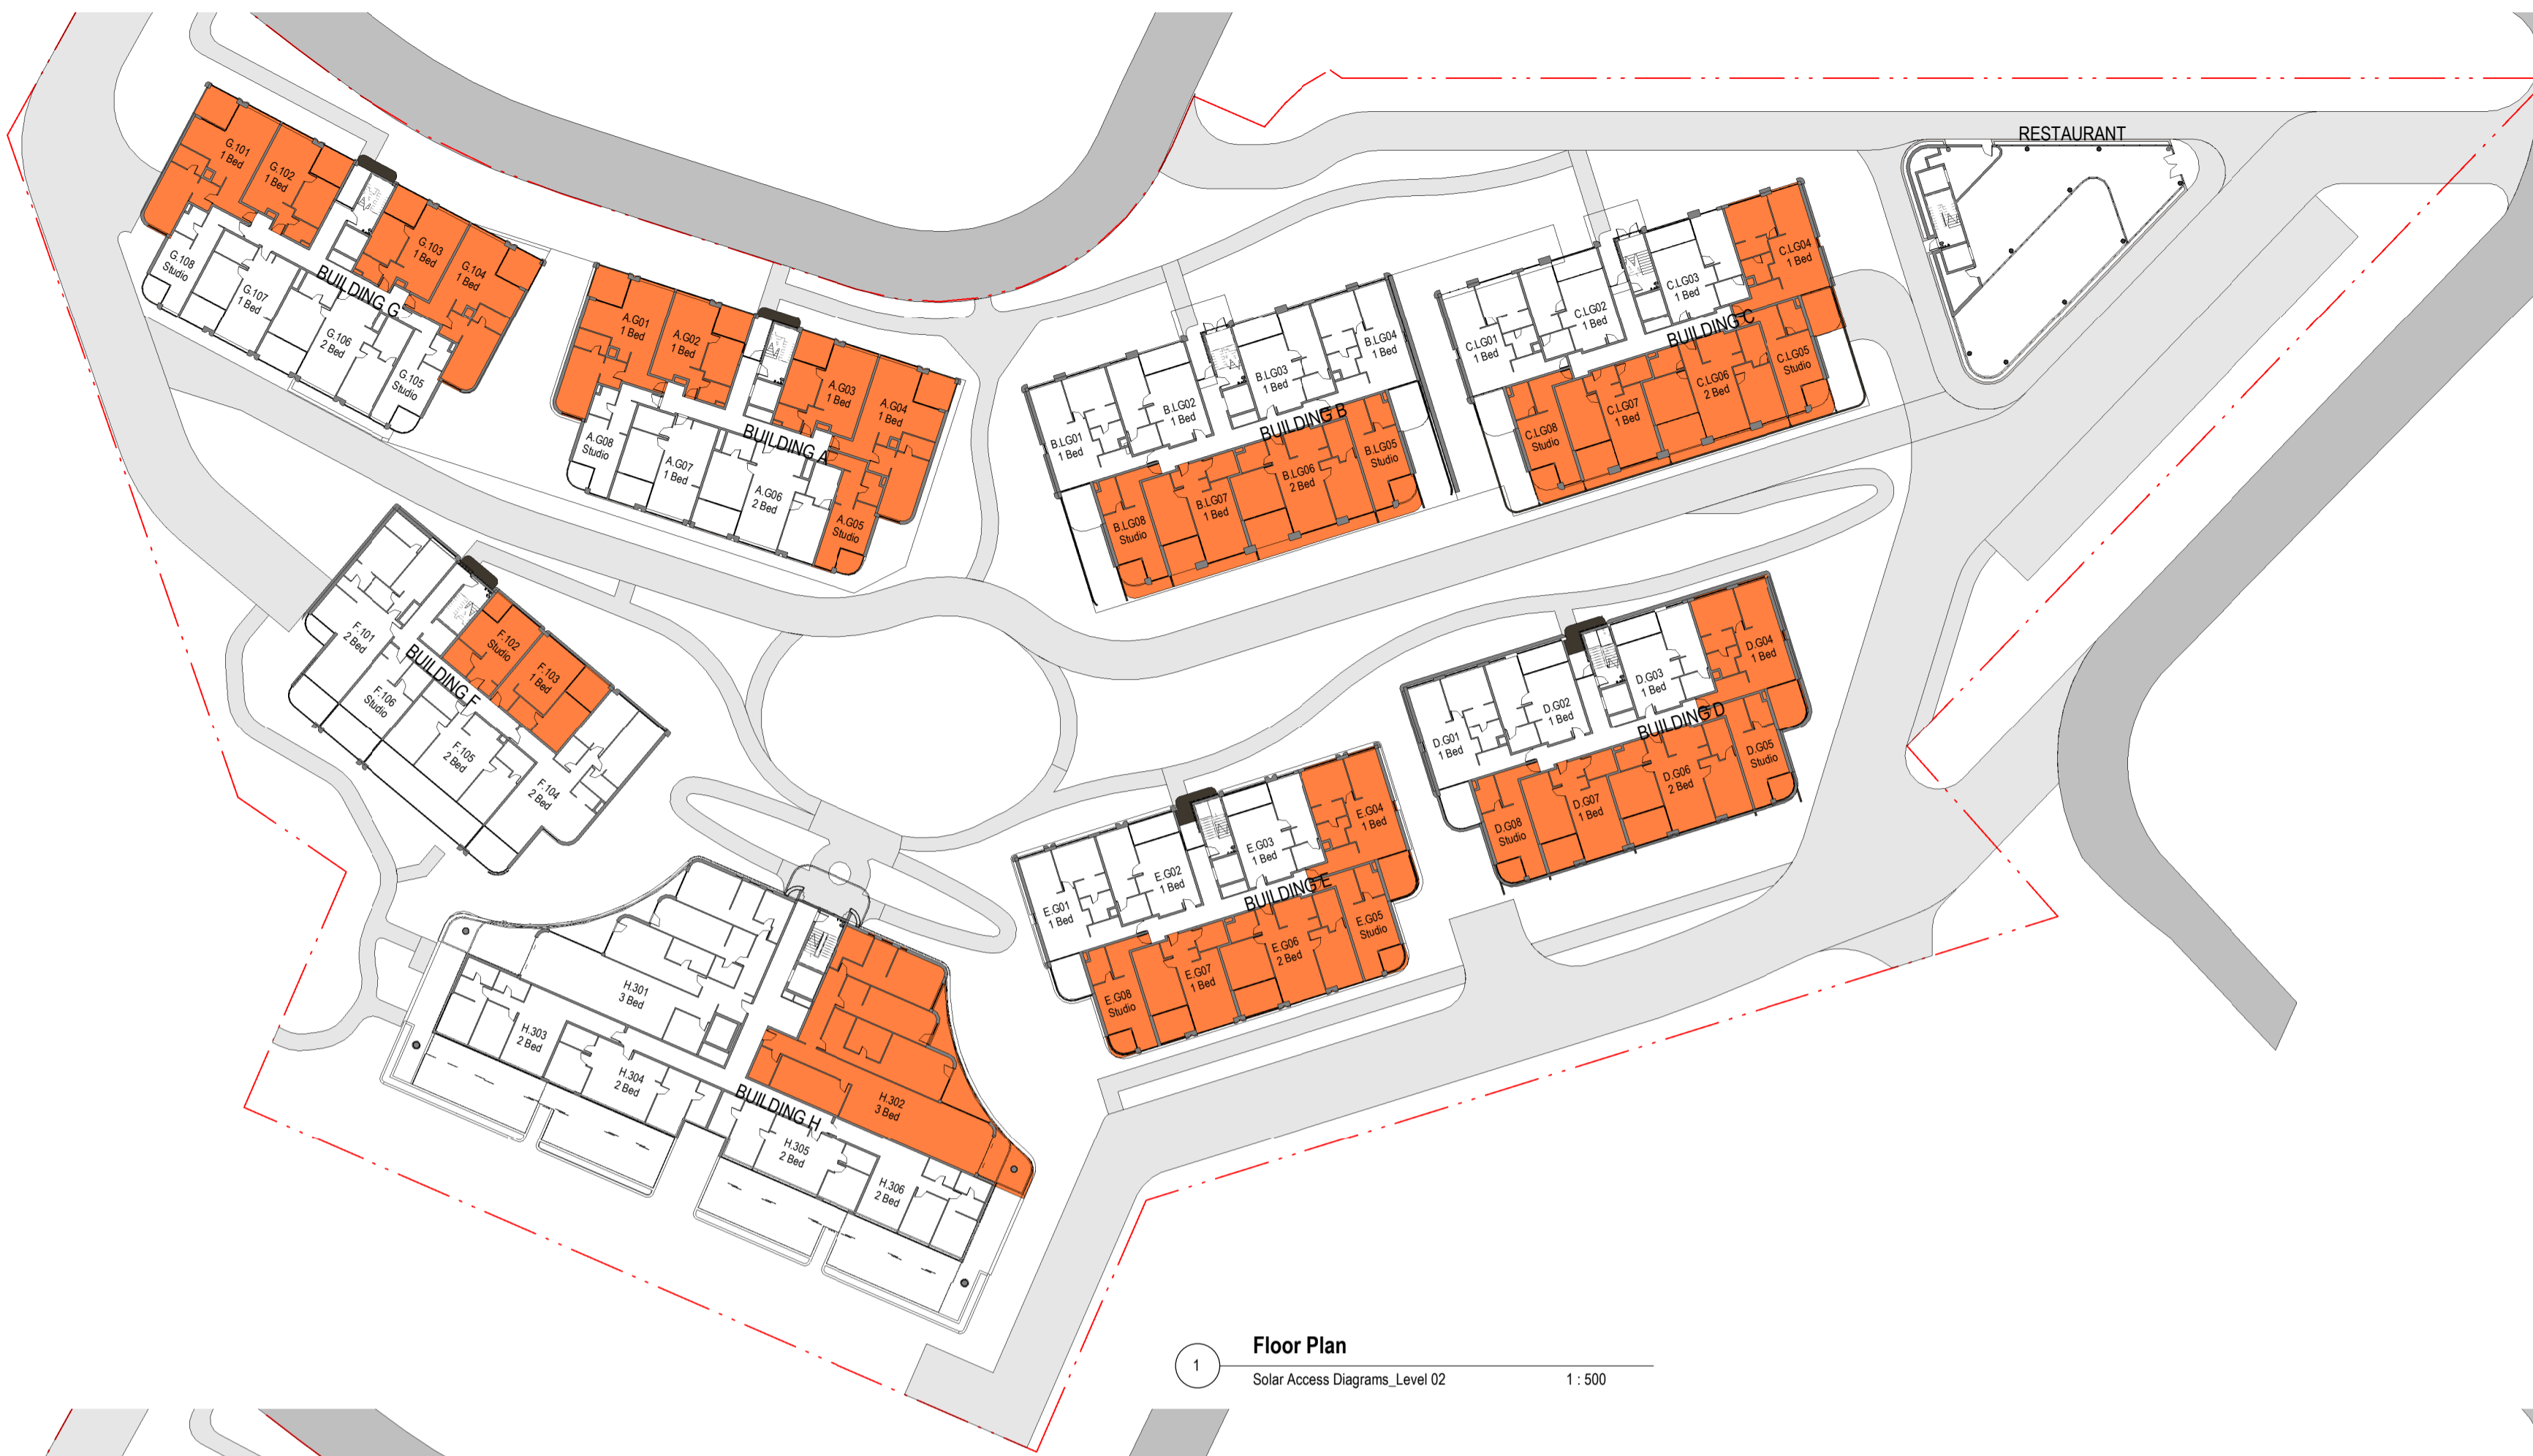 RESTAURANT
G.101
1 Bed
G.102
1 Bed
G.103
1 Bed
G.104
1 Bed
G.108
Studio
G.107
1 Bed
G.106
2 Bed
G.105
Studio
BUILDING G
A.G01
1 Bed
A.G02
1 Bed
A.G03
1 Bed
A.G04
1 Bed
A.G08
Studio
A.G07
1 Bed
A.G06
2 Bed
A.G05
Studio
BUILDING A
B.LG01
1 Bed
B.LG02
1 Bed
B.LG03
1 Bed
B.LG04
1 Bed
B.LG08
Studio
B.LG07
1 Bed
B.LG06
2 Bed
B.LG05
Studio
BUILDING B
C.LG01
1 Bed
C.LG02
1 Bed
C.LG03
1 Bed
C.LG04
1 Bed
C.LG08
Studio
C.LG07
1 Bed
C.LG06
2 Bed
C.LG05
Studio
BUILDING C
F.101
2 Bed
F.102
Studio
F.103
1 Bed
F.106
Studio
F.105
2 Bed
F.104
2 Bed
BUILDING F
D.G01
1 Bed
D.G02
1 Bed
D.G03
1 Bed
D.G04
1 Bed
D.G08
Studio
D.G07
1 Bed
D.G06
2 Bed
D.G05
Studio
BUILDING D
E.G01
1 Bed
E.G02
1 Bed
E.G03
1 Bed
E.G04
1 Bed
E.G08
Studio
E.G07
1 Bed
E.G06
2 Bed
E.G05
Studio
BUILDING E
H.301
3 Bed
H.302
3 Bed
H.303
2 Bed
H.304
2 Bed
H.305
2 Bed
H.306
2 Bed
BUILDING H
1
Floor Plan
Solar Access Diagrams_Level 02
1 : 500